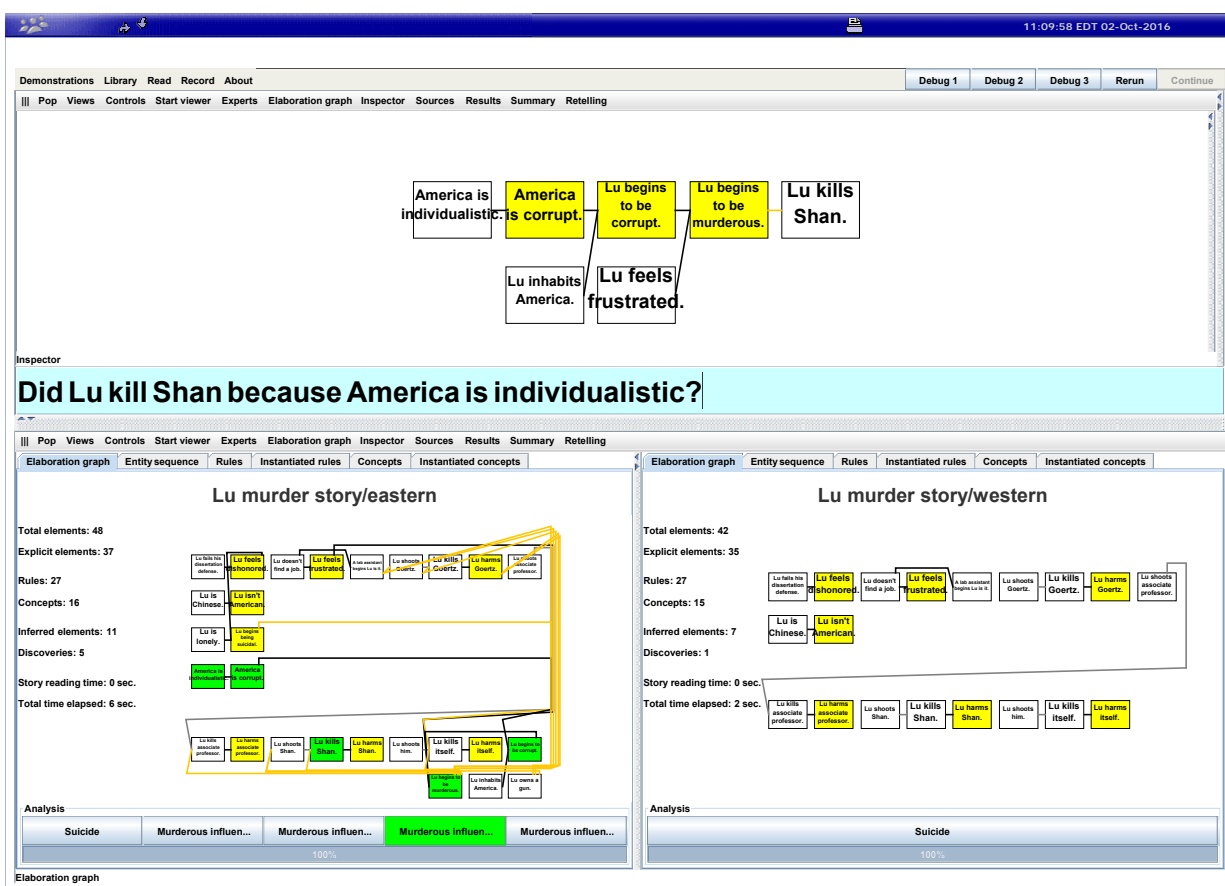 11:09:58 EDT 02-Oct-2016
Demonstrations Library Read Record About
Debug 1 Debug 2 Debug 3 Rerun Continue
||| Pop Views Controls Start viewer Experts Elaboration graph Inspector Sources Results Summary Retelling
America is
individualistic.
America
is corrupt.
Lu begins
to be
corrupt.
Lu begins
to be
murderous.
Lu kills
Shan.
Lu inhabits
America.
Lu feels
frustrated.
Inspector
Did Lu kill Shan because America is individualistic?
||| Pop Views Controls Start viewer Experts Elaboration graph Inspector Sources Results Summary Retelling
Elaboration graph Entity sequence Rules Instantiated rules Concepts Instantiated concepts
Lu murder story/eastern
Total elements: 48
Explicit elements: 37
Rules: 27
Concepts: 16
Inferred elements: 11
Discoveries: 5
Story reading time: 0 sec.
Total time elapsed: 6 sec.
Lu fails his
dissertation
defense.
Lu feels
dishonored.
Lu doesn't
find a job.
Lu feels
frustrated.
A lab assistant
begins Lu is it.
Lu shoots
Goertz.
Lu kills
Goertz.
Lu harms
Goertz.
Lu shoots
associate
professor.
Lu is
Chinese.
Lu isn't
American.
Lu is
lonely.
Lu begins
being
suicidal.
America is
individualistic.
America
is corrupt.
Lu kills
associate
professor.
Lu harms
associate
professor.
Lu shoots
Shan.
Lu kills
Shan.
Lu harms
Shan.
Lu shoots
him.
Lu kills
itself.
Lu harms
itself.
Lu begins to
be corrupt.
Lu begins to
be
murderous.
Lu inhabits
America.
Lu owns a
gun.
Analysis
Suicide Murderous influen... Murderous influen... Murderous influen... Murderous influen...
100%
Elaboration graph
Elaboration graph Entity sequence Rules Instantiated rules Concepts Instantiated concepts
Lu murder story/western
Total elements: 42
Explicit elements: 35
Rules: 27
Concepts: 15
Inferred elements: 7
Discoveries: 1
Story reading time: 0 sec.
Total time elapsed: 2 sec.
Lu fails his
dissertation
defense.
Lu feels
dishonored.
Lu doesn't
find a job.
Lu feels
frustrated.
A lab assistant
begins Lu is it.
Lu shoots
Goertz.
Lu kills
Goertz.
Lu harms
Goertz.
Lu shoots
associate
professor.
Lu is
Chinese.
Lu isn't
American.
Lu kills
associate
professor.
Lu harms
associate
professor.
Lu shoots
Shan.
Lu kills
Shan.
Lu harms
Shan.
Lu shoots
him.
Lu kills
itself.
Lu harms
itself.
Analysis
Suicide
100%